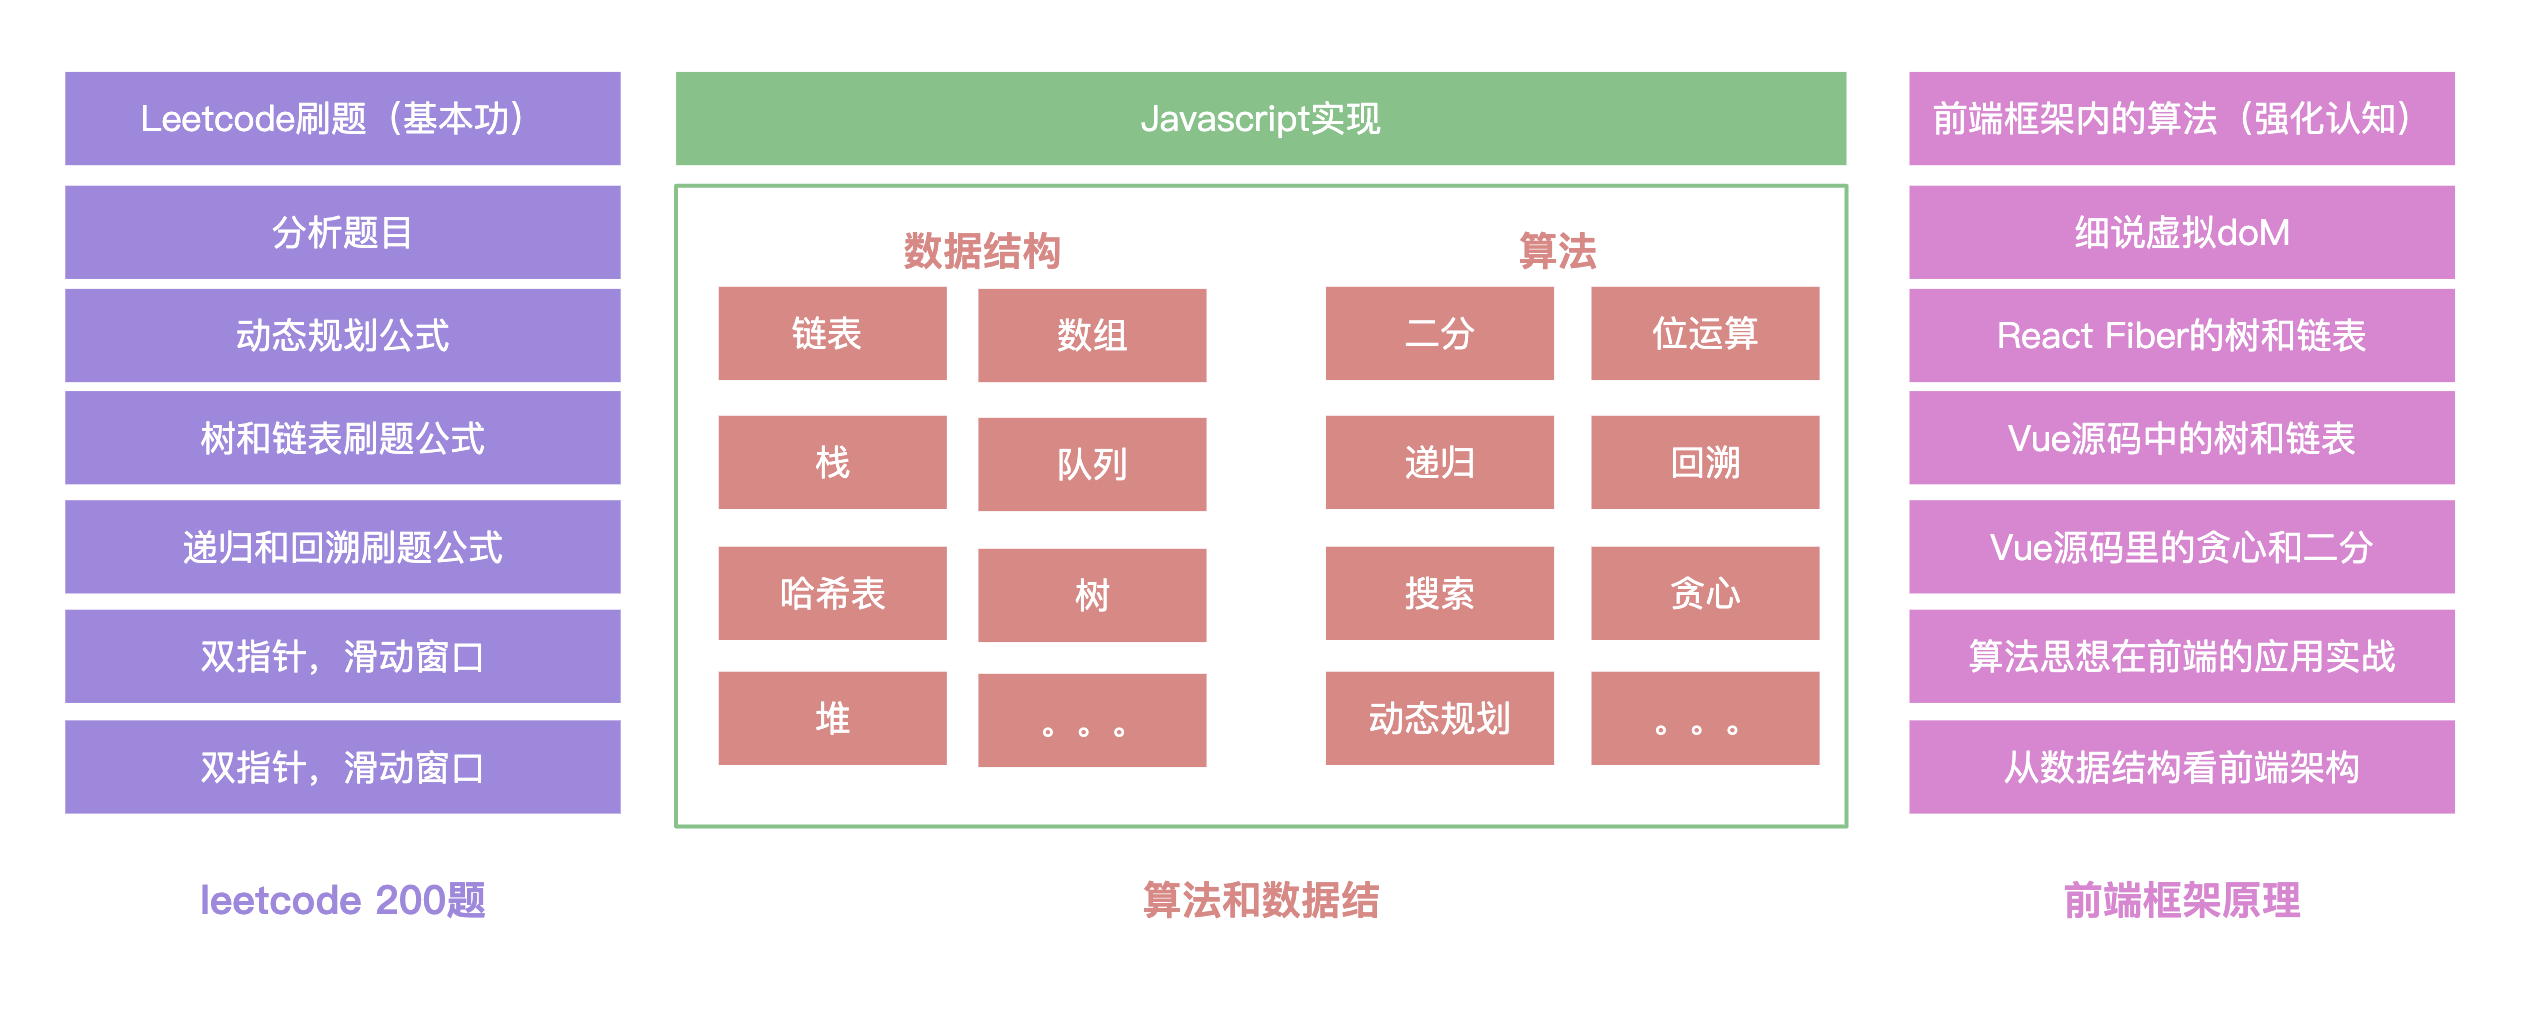 Leetcode刷题（基本功）
分析题目
动态规划公式
树和链表刷题公式
递归和回溯刷题公式
双指针，滑动窗口
双指针，滑动窗口
leetcode 200题
Javascript实现
数据结构
链表
数组
栈
队列
哈希表
树
堆
。。。
算法
二分
位运算
递归
回溯
搜索
贪心
动态规划
。。。
算法和数据结
前端框架内的算法（强化认知）
细说虚拟doM
React Fiber的树和链表
Vue源码中的树和链表
Vue源码里的贪心和二分
算法思想在前端的应用实战
从数据结构看前端架构
前端框架原理